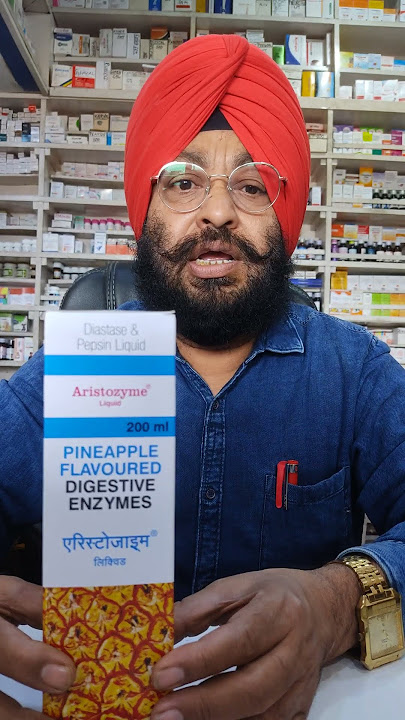 Diastase &
Pepsin Liquid
Aristozyme®
Liquid
200 ml
PINEAPPLE
FLAVOURED
DIGESTIVE
ENZYMES
एरिस्टोजाइम®
लिक्विड